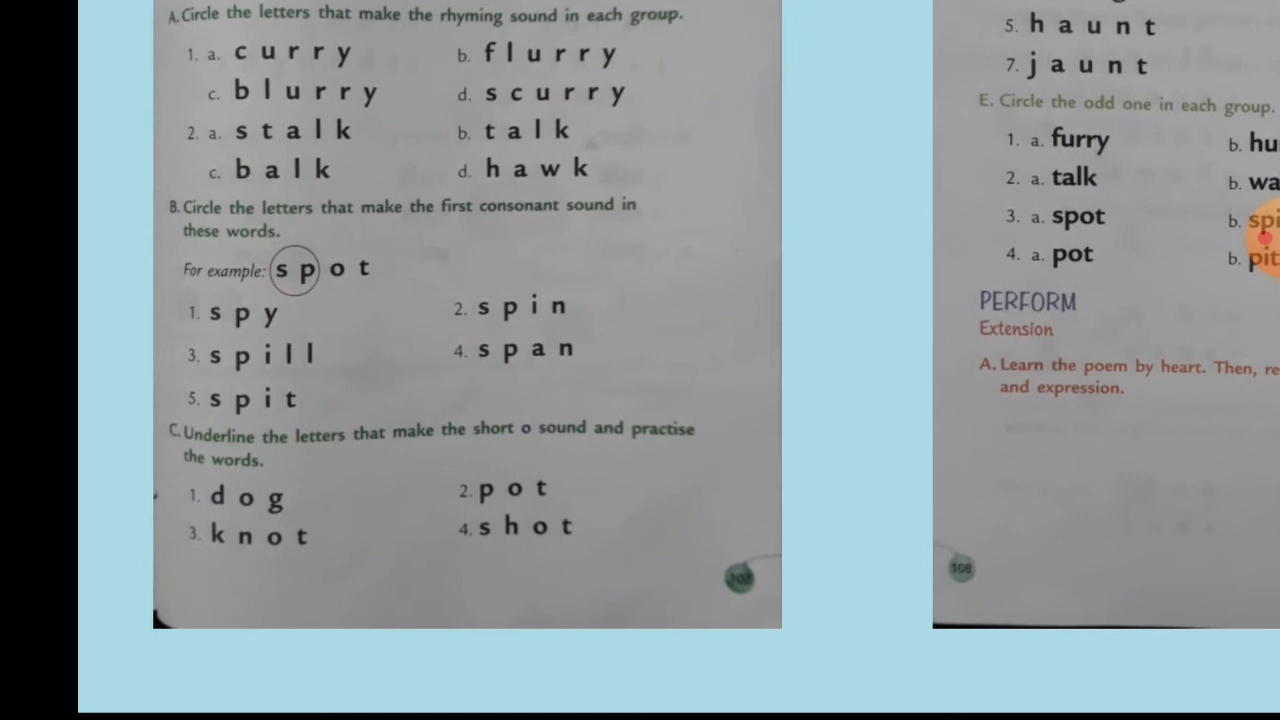 A. Circle the letters that make the rhyming sound in each group.
1. a. c u r r y b. f l u r r y
c. b l u r r y d. s c u r r y
2. a. s t a l k b. t a l k
c. b a l k d. h a w k
B. Circle the letters that make the first consonant sound in
these words.
For example: s p o t
1. s p y 2. s p i n
3. s p i l l 4. s p a n
5. s p i t
C. Underline the letters that make the short o sound and practise
the words.
1. d o g 2. p o t
3. k n o t 4. s h o t
107
5. h a u n t
7. j a u n t
E. Circle the odd one in each group.
1. a. furry b. hu
2. a. talk b. wa
3. a. spot b. spi
4. a. pot b. pit
PERFORM
Extension
A. Learn the poem by heart. Then, re
and expression.
108